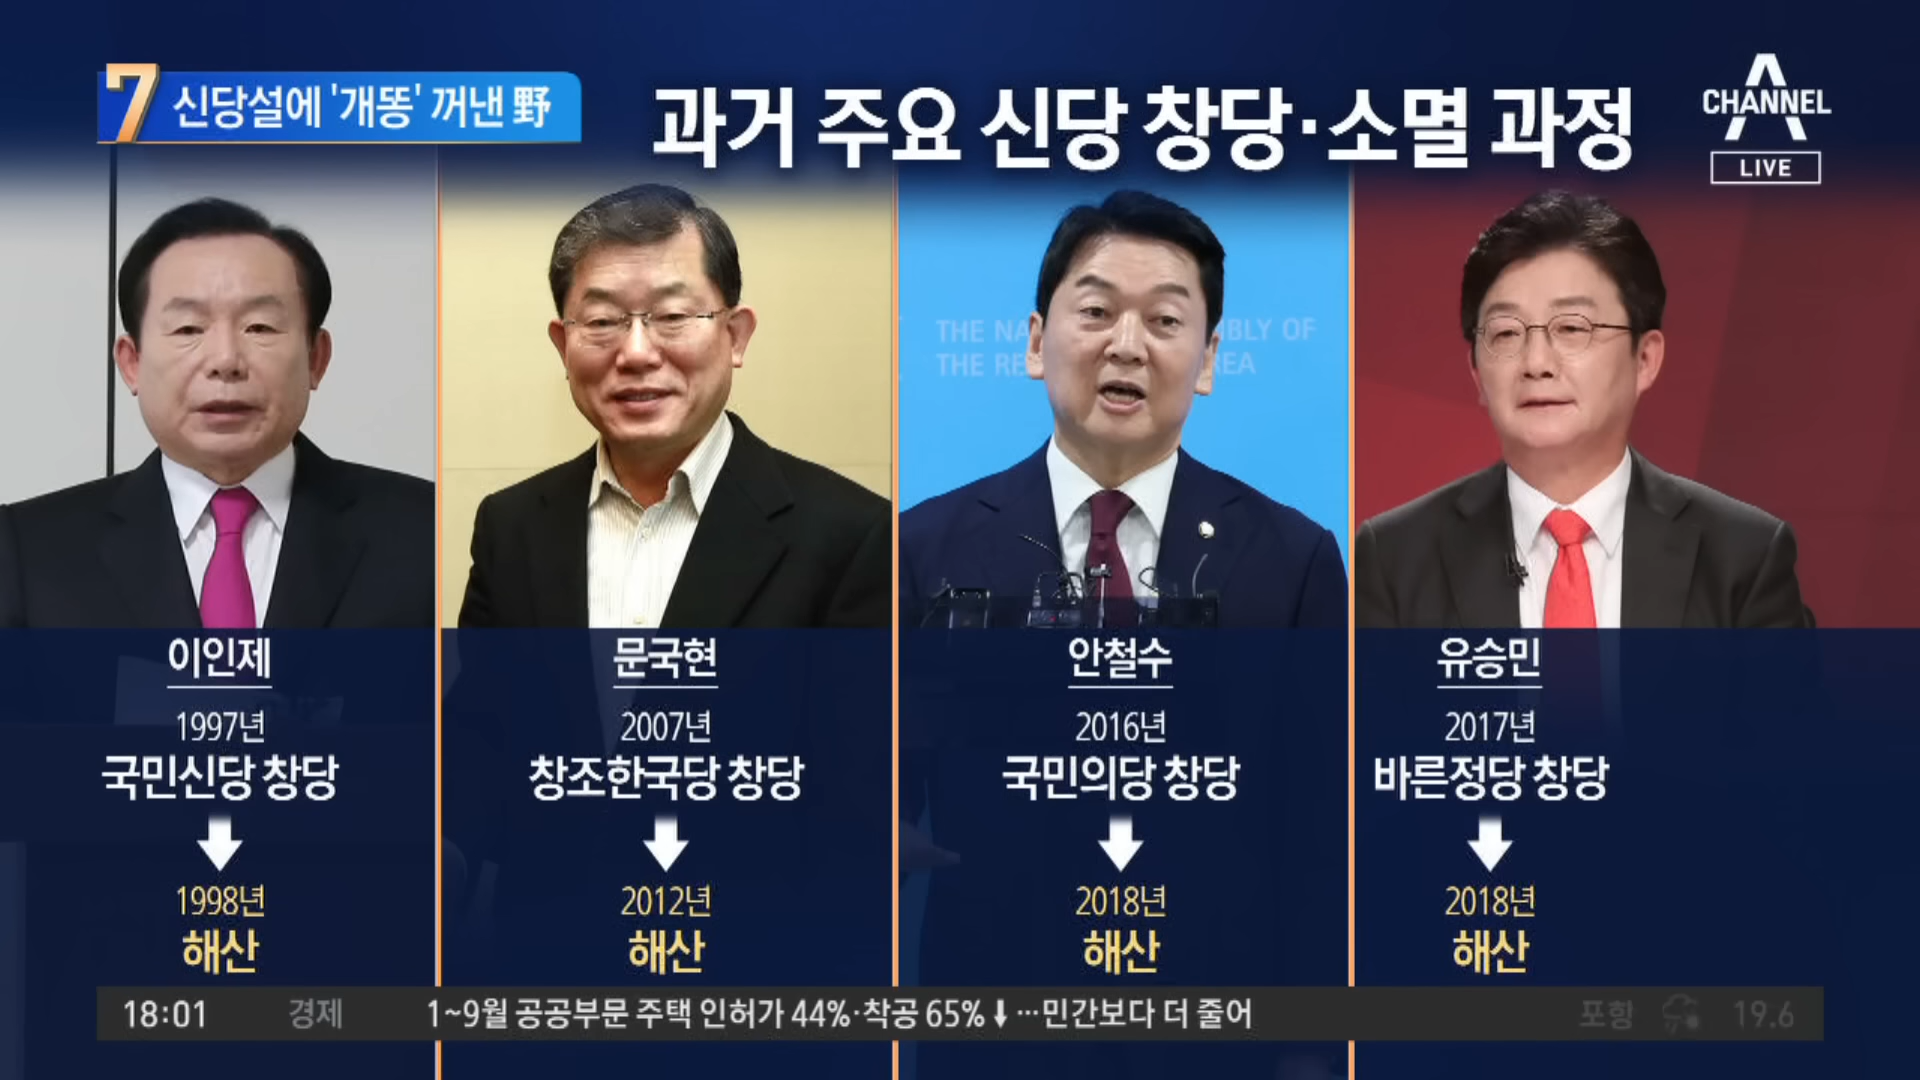 7 신당설에 '개똥' 꺼낸 野
과거 주요 신당 창당·소멸 과정
CHANNEL A
LIVE
THE NA MBLY OF
THE RE REA
이인제
1997년
국민신당 창당
1998년
해산
문국현
2007년
창조한국당 창당
2012년
해산
안철수
2016년
국민의당 창당
2018년
해산
유승민
2017년
바른정당 창당
2018년
해산
18:01 경제 1~9월 공공부문 주택 인허가 44%·착공 65%⬇…민간보다 더 줄어 포항 19.6